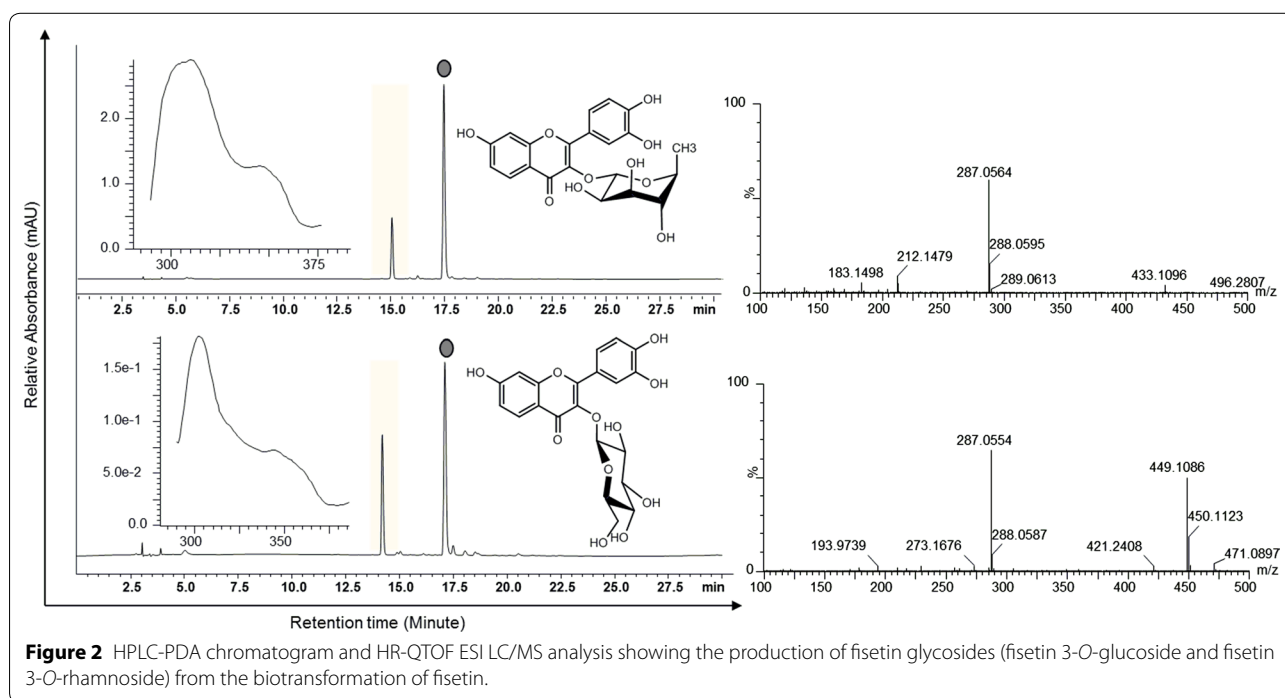 Relative Absorbance (mAU)
2.0
1.0
0.0
300 375
HO
O
O
OH
OH
O
OH
HO
O
CH3
OH
2.5 5.0 7.5 10.0 12.5 15.0 17.5 20.0 22.5 25.0 27.5 min
100
%
0
287.0564
288.0595
289.0613
212.1479
183.1498
433.1096
496.2807
m/z
100 150 200 250 300 350 400 450 500
1.5e-1
1.0e-1
5.0e-2
0.0
300 350
HO
O
O
OH
OH
O
HO
O
OH
HO
HO
2.5 5.0 7.5 10.0 12.5 15.0 17.5 20.0 22.5 25.0 27.5 min
100
%
0
287.0554
449.1086
450.1123
288.0587
193.9739
273.1676
421.2408
471.0897
m/z
100 150 200 250 300 350 400 450 500
Retention time (Minute)
Figure 2 HPLC-PDA chromatogram and HR-QTOF ESI LC/MS analysis showing the production of fisetin glycosides (fisetin 3-O-glucoside and fisetin
3-O-rhamnoside) from the biotransformation of fisetin.